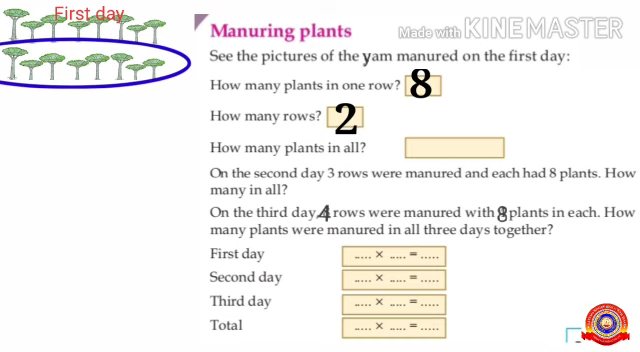 First day
Made with KINEMASTER
Manuring plants
See the pictures of the yam manured on the first day:
How many plants in one row? 8
How many rows? 2
How many plants in all?
On the second day 3 rows were manured and each had 8 plants. How
many in all?
On the third day, 4 rows were manured with 8 plants in each. How
many plants were manured in all three days together?
First day ..... × ..... = .....
Second day ..... × ..... = .....
Third day ..... × ..... = .....
Total ..... × ..... = .....